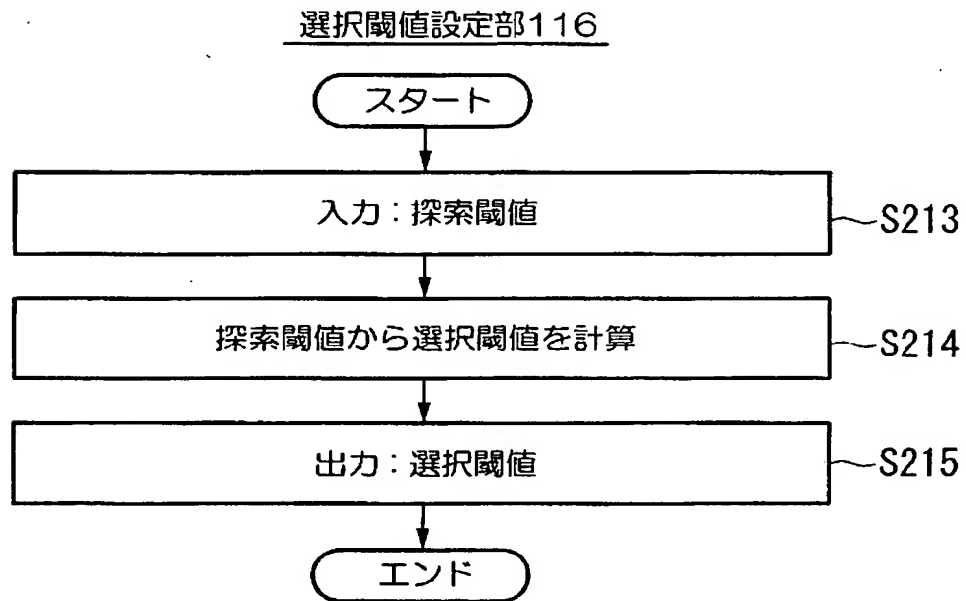 選択閾値設定部116
スタート
入力：探索閾値
S213
探索閾値から選択閾値を計算
S214
出力：選択閾値
S215
エンド